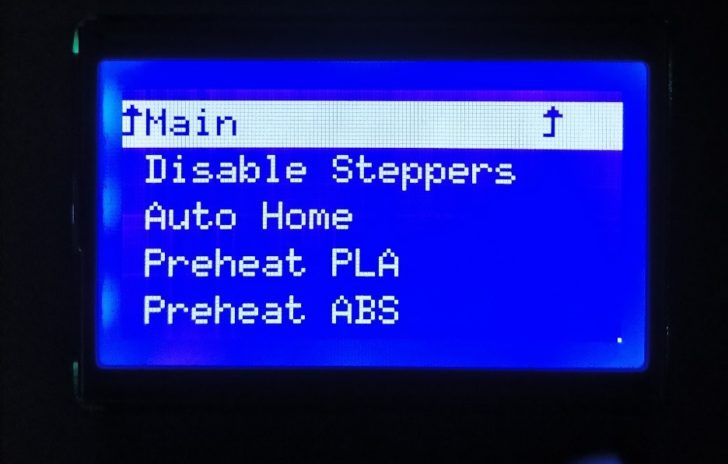 Main
Disable Steppers
Auto Home
Preheat PLA
Preheat ABS